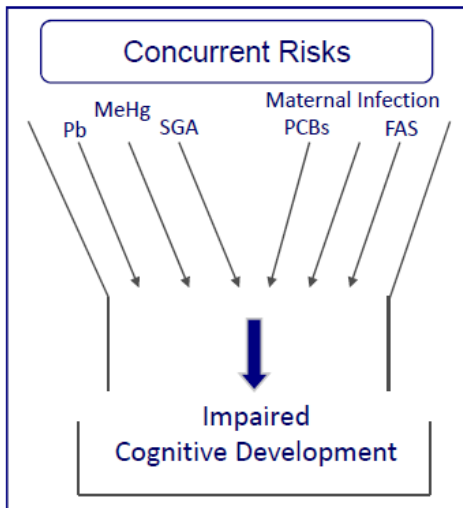 Concurrent Risks
MeHg
Maternal Infection
Pb
SGA
PCBs
FAS
Impaired
Cognitive Development